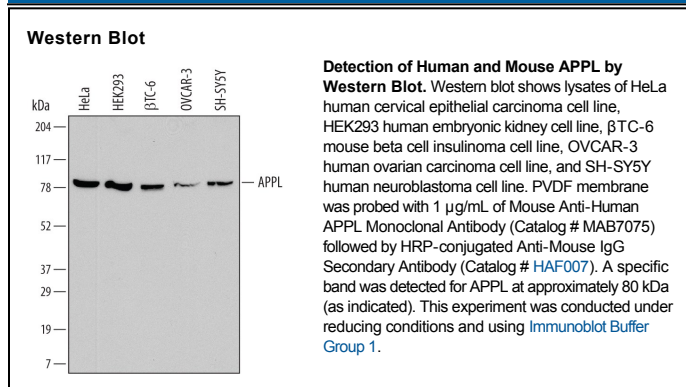 Western Blot
kDa
HeLa
HEK293
βTC-6
OVCAR-3
SH-SY5Y
204
117
78
52
37
29
19
7
APPL
Detection of Human and Mouse APPL by
Western Blot. Western blot shows lysates of HeLa
human cervical epithelial carcinoma cell line,
HEK293 human embryonic kidney cell line, βTC-6
mouse beta cell insulinoma cell line, OVCAR-3
human ovarian carcinoma cell line, and SH-SY5Y
human neuroblastoma cell line. PVDF membrane
was probed with 1 µg/mL of Mouse Anti-Human
APPL Monoclonal Antibody (Catalog # MAB7075)
followed by HRP-conjugated Anti-Mouse IgG
Secondary Antibody (Catalog # HAF007). A specific
band was detected for APPL at approximately 80 kDa
(as indicated). This experiment was conducted under
reducing conditions and using Immunoblot Buffer
Group 1.